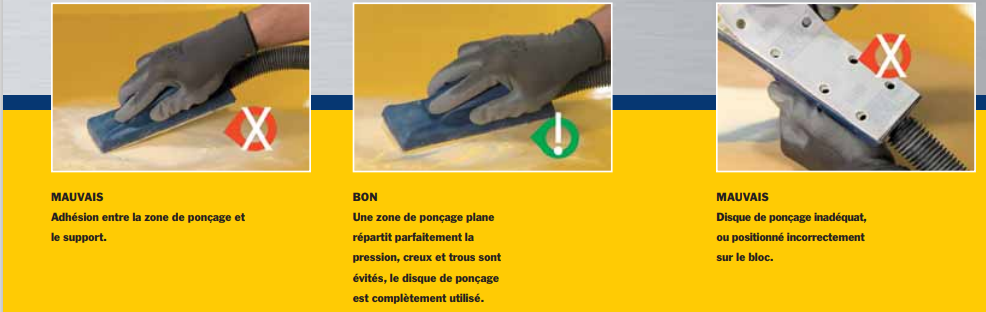 MAUVAIS
Adhésion entre la zone de ponçage et
le support.
BON
Une zone de ponçage plane
répartit parfaitement la
pression, creux et trous sont
évités, le disque de ponçage
est complètement utilisé.
MAUVAIS
Disque de ponçage inadéquat,
ou positionné incorrectement
sur le bloc.